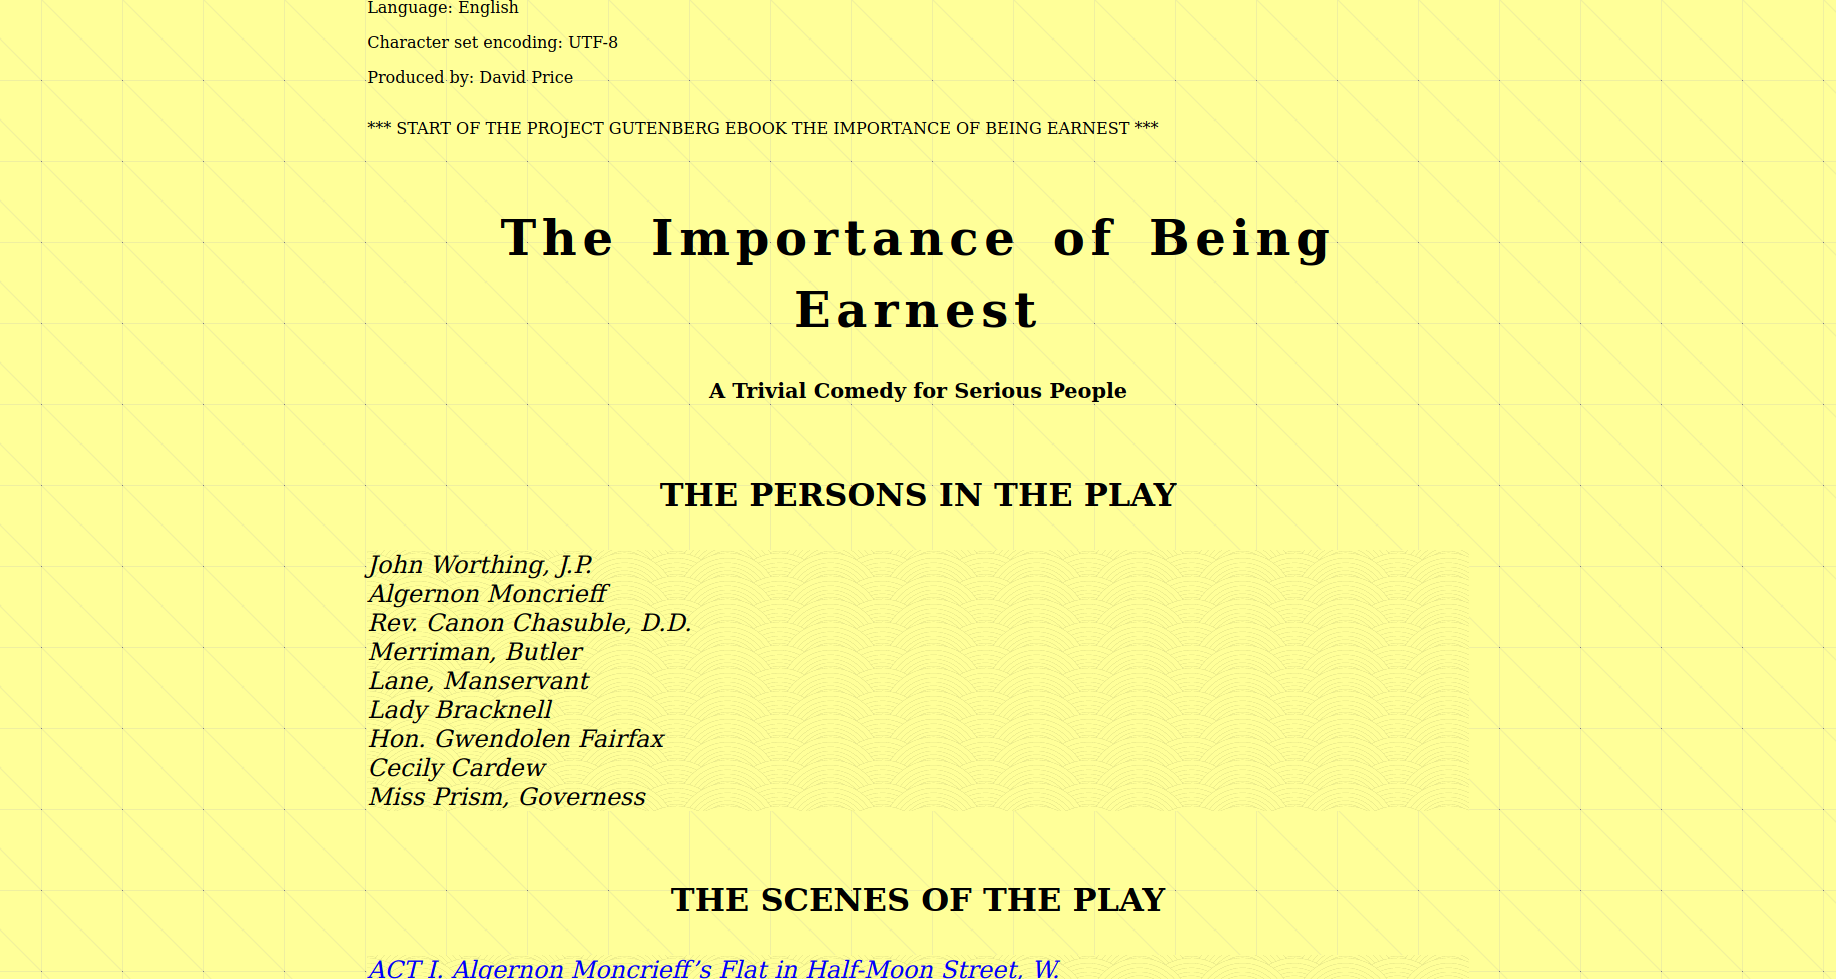 Language: English
Character set encoding: UTF-8
Produced by: David Price
*** START OF THE PROJECT GUTENBERG EBOOK THE IMPORTANCE OF BEING EARNEST ***
The Importance of Being
Earnest
A Trivial Comedy for Serious People
THE PERSONS IN THE PLAY
John Worthing, J.P.
Algernon Moncrieff
Rev. Canon Chasuble, D.D.
Merriman, Butler
Lane, Manservant
Lady Bracknell
Hon. Gwendolen Fairfax
Cecily Cardew
Miss Prism, Governess
THE SCENES OF THE PLAY
ACT I. Algernon Moncrieff’s Flat in Half-Moon Street, W.